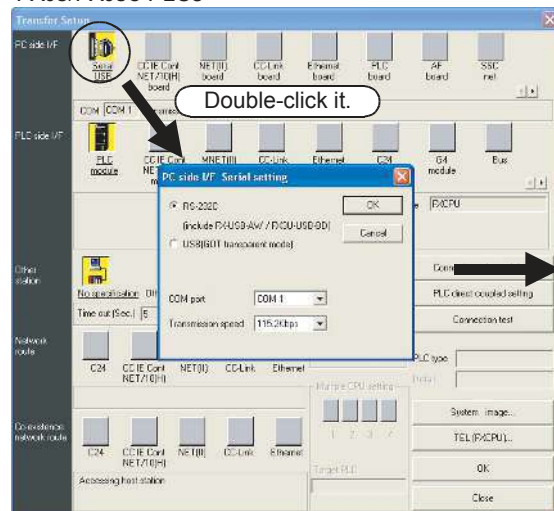 Transfer Setup
PC side I/F
Serial
USB
CC IE Cont
NET/10(H)
board
NET(II)
board
CC-Link
board
Ethernet
board
PLC
board
AF
board
SSC
net
COM
COM 1
Double-click it.
PLC side I/F
PLC
module
CC IE Cont
MNET(II)
CC-Link
Ethernet
C24
G4
module
Bus
PC side I/F Serial setting
RS-232C
(include FX-USB-AW / FX3U-USB-BD)
USB(GOT transparent mode)
OK
Cancel
COM port
COM 1
Transmission speed
115.2Kbps
FXCPU
Other
station
No specification
Time out (Sec.)
5
PLC direct coupled setting
Connection test
Network
route
C24
CC IE Cont
NET/10(H)
NET(II)
CC-Link
Ethernet
Multiple CPU setting
1 2 3 4
Target PLC
PLC type
Detail
Co-existence
network route
C24
CC IE Cont
NET/10(H)
NET(II)
CC-Link
Ethernet
Accessing host station
System image...
TEL (FXCPU)...
OK
Close